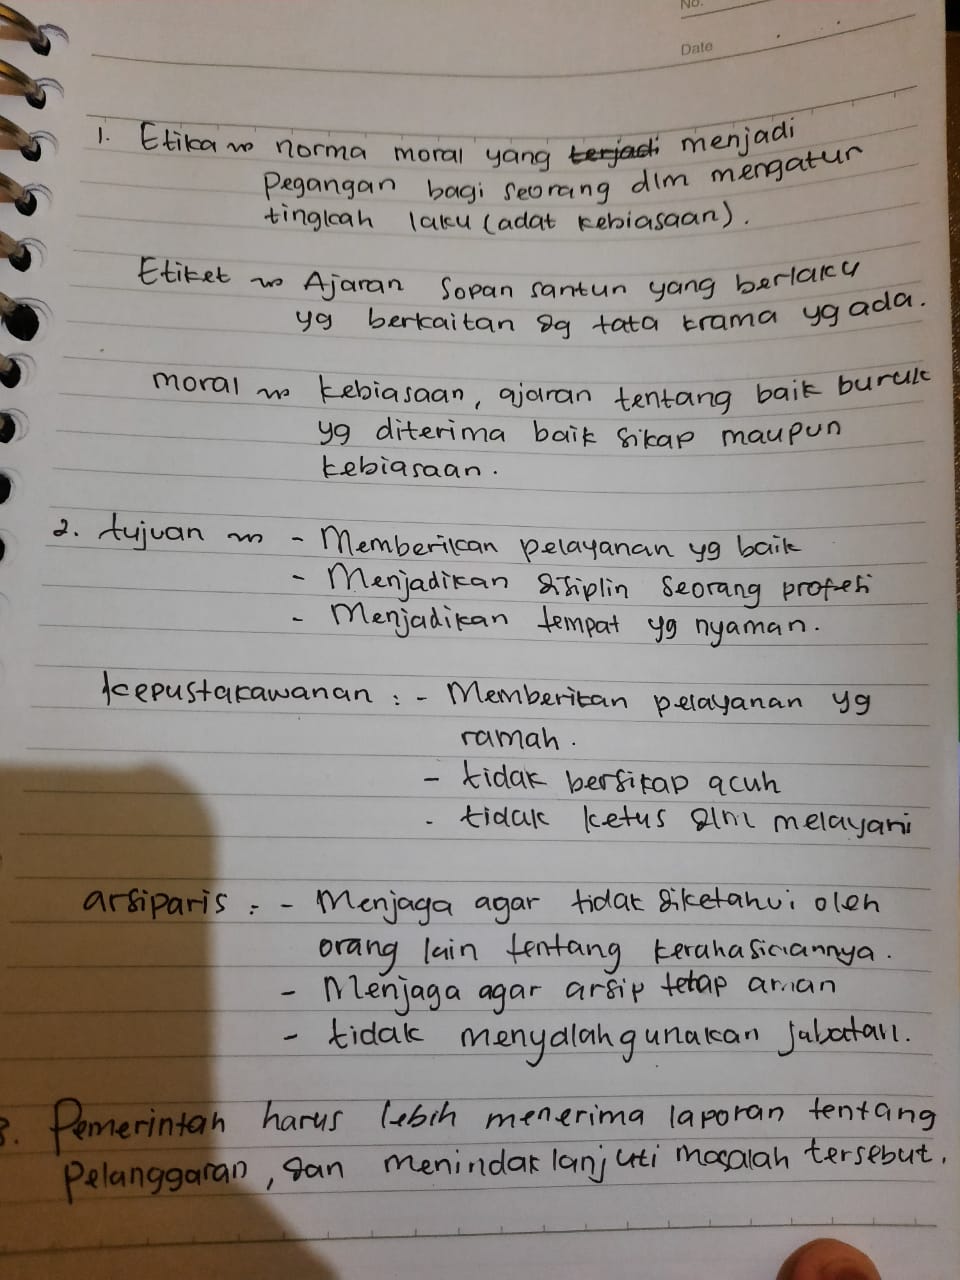 No.
Date
1. Etika ~> norma moral yang terjadi menjadi
Pegangan bagi seorang dlm mengatur
tingkah laku (adat kebiasaan).
Etiket ~> Ajaran sopan santun yang berlaku
yg berkaitan dg tata krama yg ada.
moral ~> kebiasaan, ajaran tentang baik buruk
yg diterima baik sikap maupun
kebiasaan.
2. tujuan ~> - Memberikan pelayanan yg baik
- Menjadikan disiplin seorang profesi
- Menjadikan tempat yg nyaman.
kepustakawanan : - Memberikan pelayanan yg
ramah.
- tidak bersikap acuh
- tidak ketus dlm melayani
arsiparis : - Menjaga agar tidak diketahui oleh
orang lain tentang kerahasiaannya.
- Menjaga agar arsip tetap aman
- tidak menyalahgunakan jabatan.
3. Pemerintah harus lebih menerima laporan tentang
Pelanggaran, dan menindak lanjuti masalah tersebut.